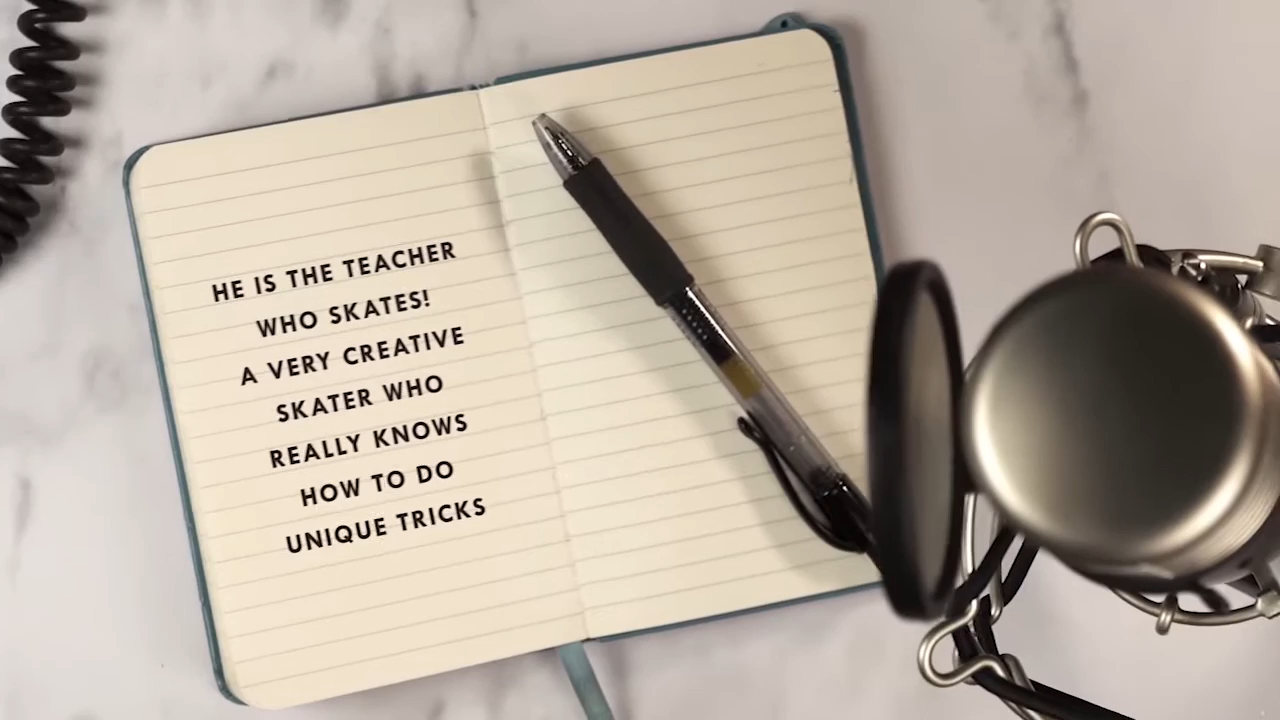 HE IS THE TEACHER
WHO SKATES!
A VERY CREATIVE
SKATER WHO
REALLY KNOWS
HOW TO DO
UNIQUE TRICKS